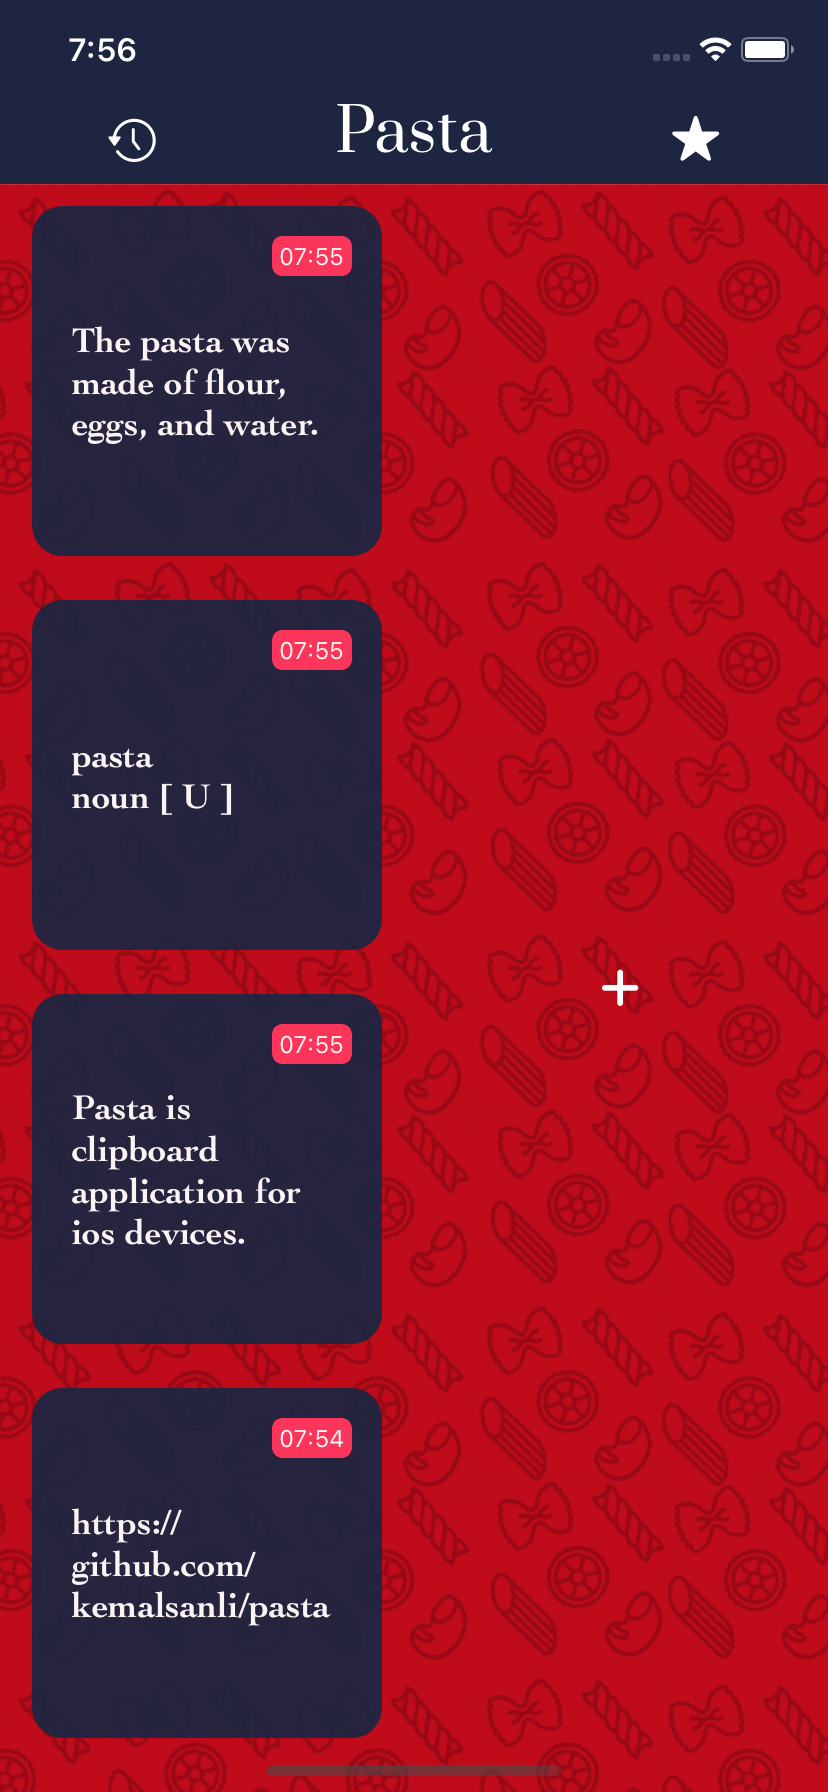 7:56
Pasta
07:55
The pasta was
made of flour,
eggs, and water.
07:55
pasta
noun [ U ]
07:55
Pasta is
clipboard
application for
ios devices.
07:54
https://
github.com/
kemalsanli/pasta